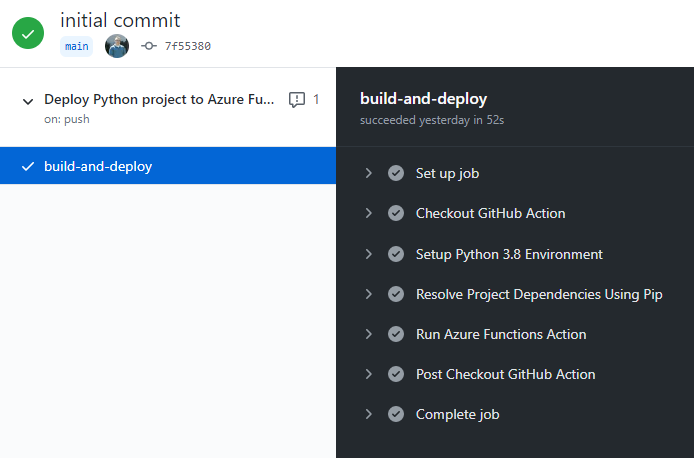 initial commit
main 7f55380
Deploy Python project to Azure Fu... 1
on: push
build-and-deploy
build-and-deploy
succeeded yesterday in 52s
Set up job
Checkout GitHub Action
Setup Python 3.8 Environment
Resolve Project Dependencies Using Pip
Run Azure Functions Action
Post Checkout GitHub Action
Complete job